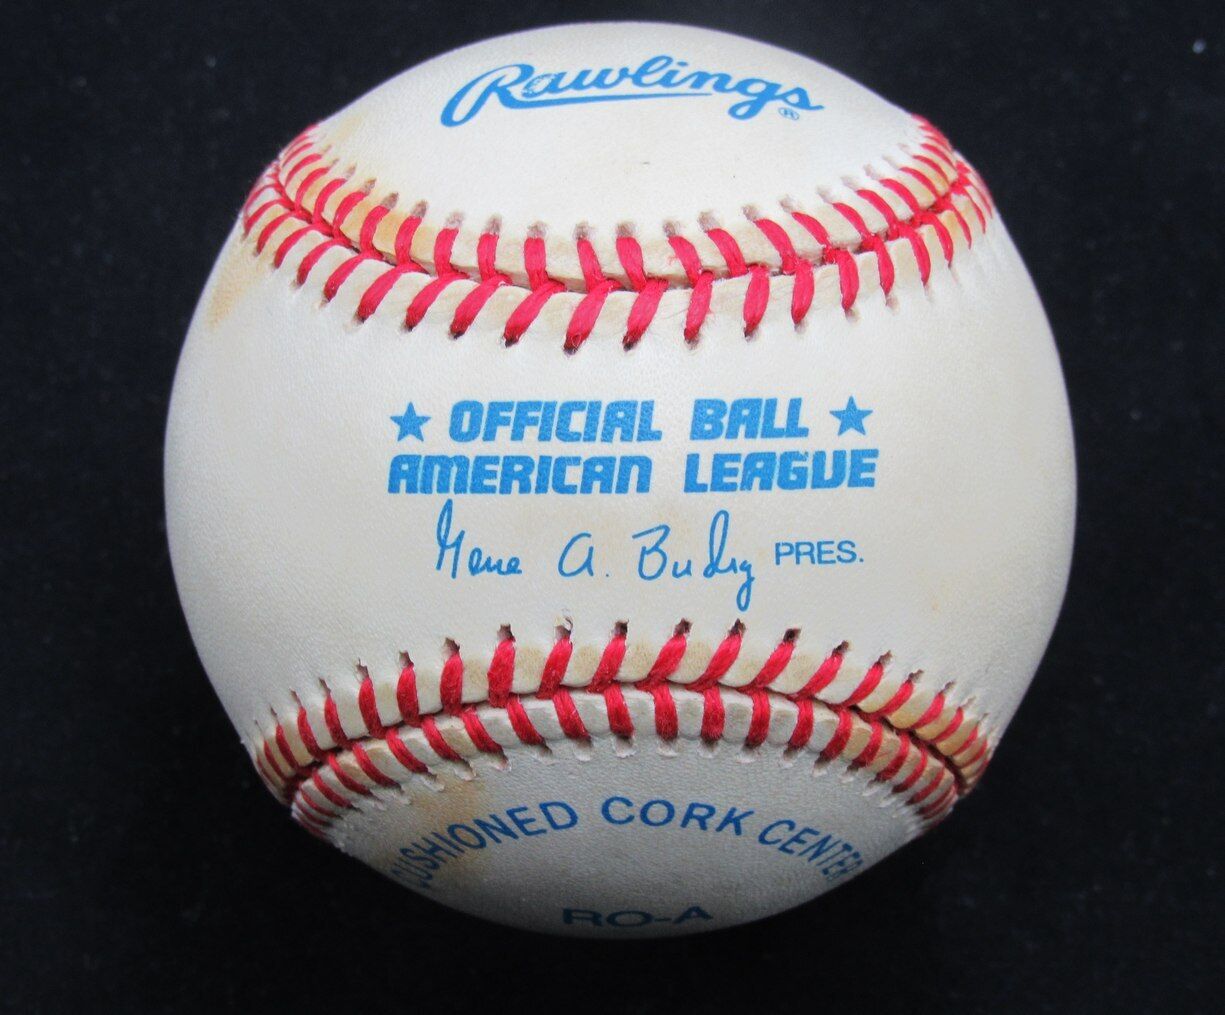 Rawlings®
★ OFFICIAL BALL ★
AMERICAN LEAGUE
Gene A. Budig PRES.
CUSHIONED CORK CENTER
RO-A